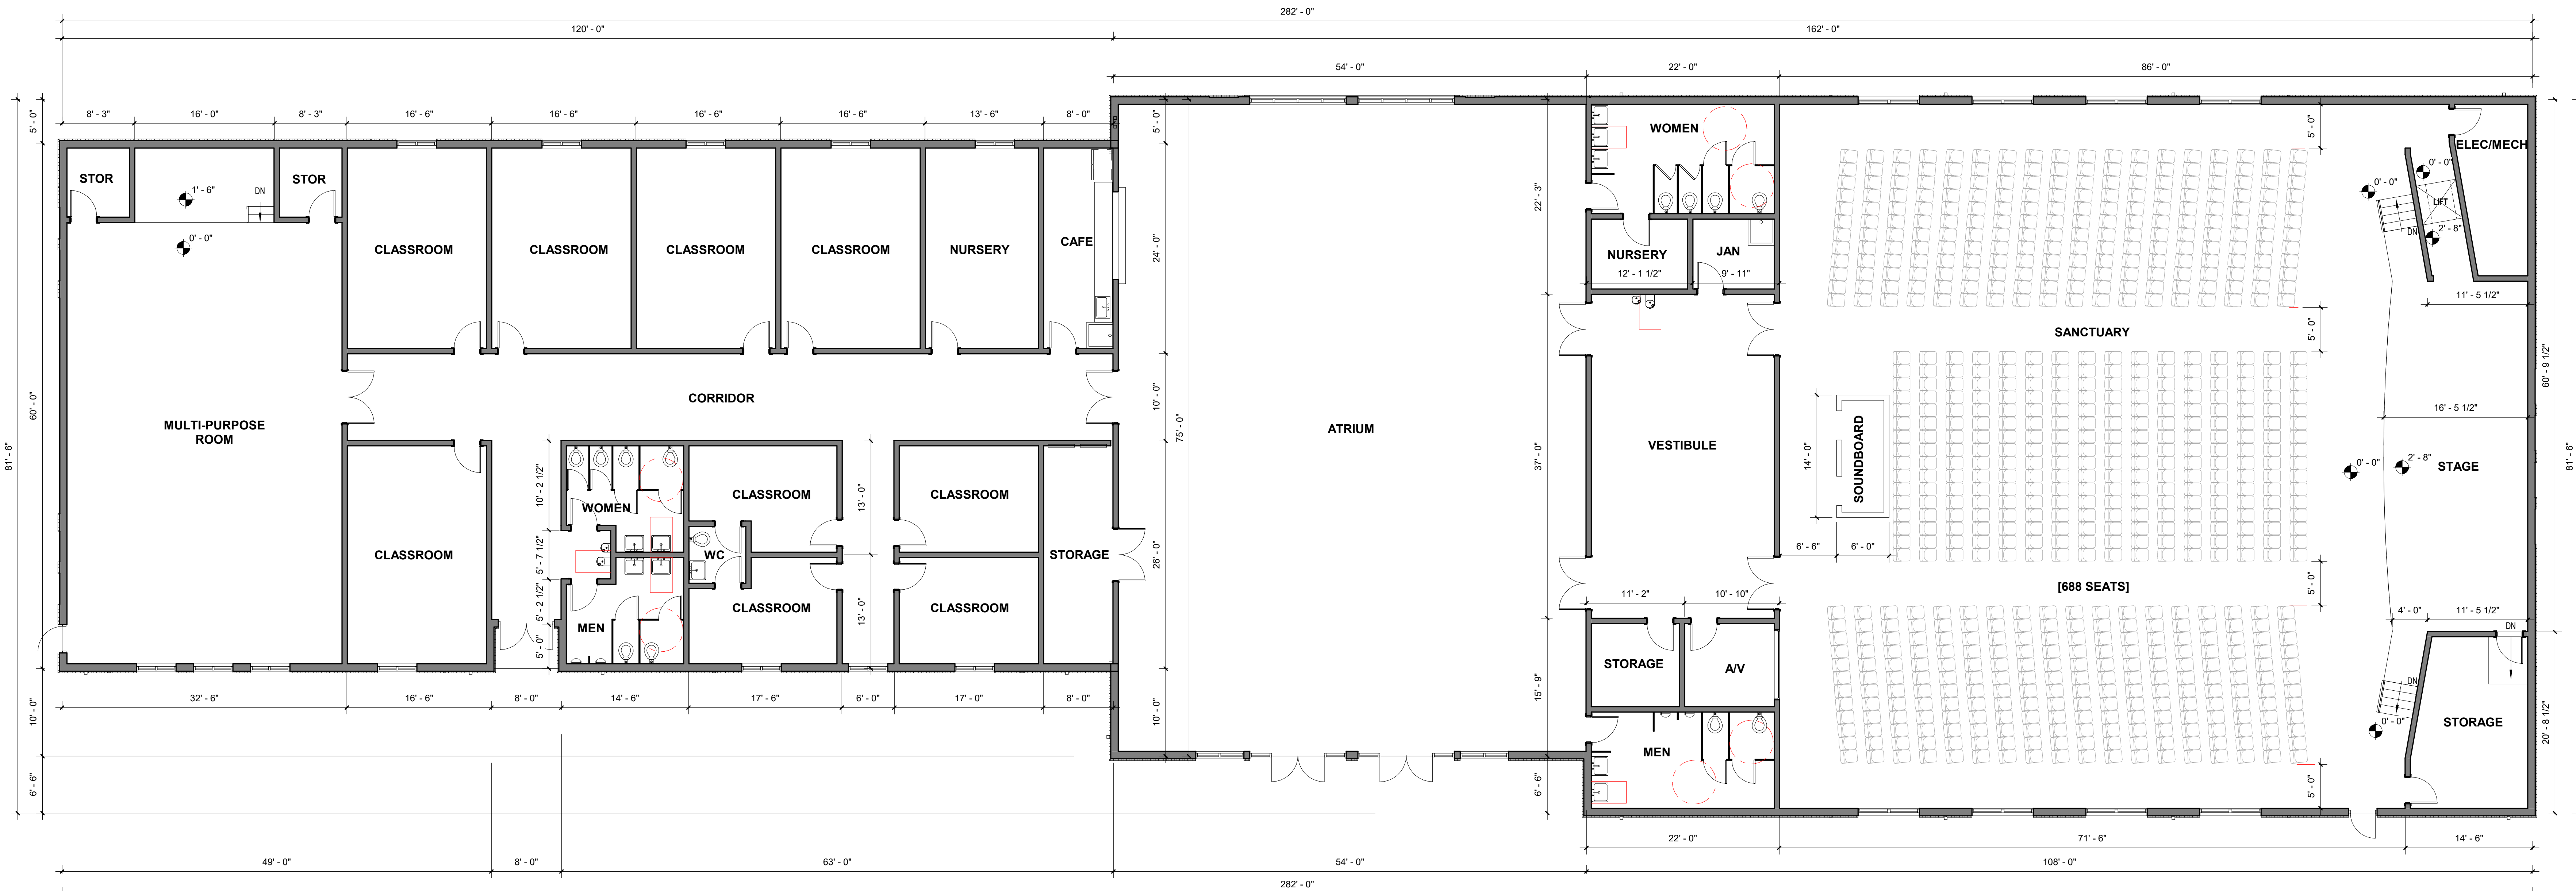 282' - 0"
120' - 0"
162' - 0"
54' - 0"
22' - 0"
86' - 0"
8' - 3"
16' - 0"
8' - 3"
16' - 6"
16' - 6"
16' - 6"
16' - 6"
13' - 6"
8' - 0"
5' - 0"
60' - 0"
81' - 6"
10' - 0"
6' - 6"
STOR
1' - 6"
DN
STOR
0' - 0"
CLASSROOM
CLASSROOM
CLASSROOM
CLASSROOM
NURSERY
CAFE
MULTI-PURPOSE
ROOM
CORRIDOR
CLASSROOM
10' - 2 1/2"
5' - 7 1/2"
5' - 2 1/2"
5' - 0"
WOMEN
MEN
WC
CLASSROOM
CLASSROOM
13' - 0"
13' - 0"
CLASSROOM
CLASSROOM
STORAGE
5' - 0"
24' - 0"
10' - 0"
26' - 0"
10' - 0"
75' - 0"
ATRIUM
22' - 3"
37' - 0"
15' - 9"
6' - 6"
WOMEN
NURSERY
12' - 1 1/2"
JAN
9' - 11"
VESTIBULE
11' - 2"
10' - 10"
STORAGE
A/V
MEN
14' - 0"
SOUNDBOARD
6' - 6"
6' - 0"
SANCTUARY
[688 SEATS]
5' - 0"
5' - 0"
5' - 0"
5' - 0"
ELEC/MECH
0' - 0"
0' - 0"
LIFT
DN
2' - 8"
11' - 5 1/2"
16' - 5 1/2"
0' - 0"
2' - 8"
STAGE
4' - 0"
11' - 5 1/2"
DN
DN
0' - 0"
STORAGE
60' - 9 1/2"
20' - 8 1/2"
81' - 6"
32' - 6"
16' - 6"
8' - 0"
14' - 6"
17' - 6"
6' - 0"
17' - 0"
8' - 0"
22' - 0"
71' - 6"
14' - 6"
49' - 0"
8' - 0"
63' - 0"
54' - 0"
108' - 0"
282' - 0"